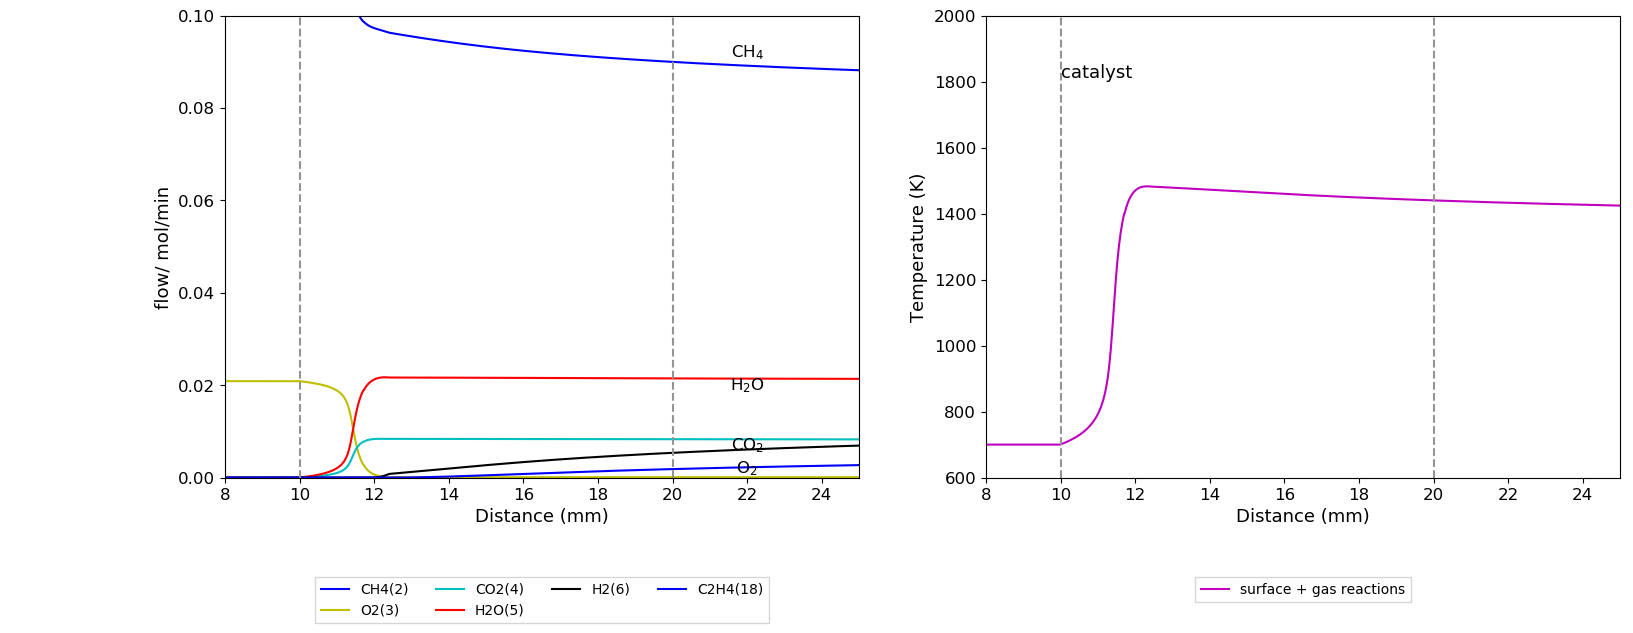 0.10
0.08
0.06
0.04
0.02
0.00
flow/ mol/min
CH₄
H₂O
CO₂
O₂
8 10 12 14 16 18 20 22 24
Distance (mm)
CH4(2) CO2(4) H2(6) C2H4(18)
O2(3) H2O(5)
2000
1800
1600
1400
1200
1000
800
600
Temperature (K)
catalyst
8 10 12 14 16 18 20 22 24
Distance (mm)
surface + gas reactions